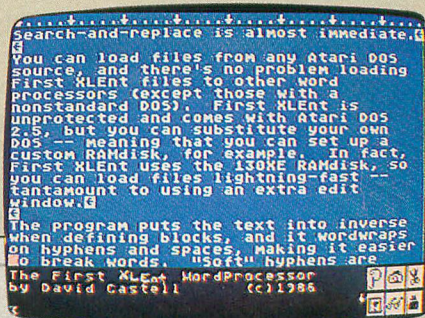 search-and-replace is almost immediate.
You can load files from any Atari DOS
source, and there's no problem loading
First XLEnt files to other word
processors (except those with a
nonstandard DOS). First XLEnt is
unprotected and comes with Atari DOS
2.5, but you can substitute your own
DOS -- meaning that you can set up a
custom RAMdisk, for example. In fact,
First XLEnt uses the 130XE RAMdisk, so
you can load files lightning-fast --
tantamount to using an extra edit
window.
The program puts the text into inverse
when defining blocks, and it wordwraps
to hyphens and spaces, making it easier
to break words. "Soft" hyphens are
The First XLEnt WordProcessor
by David Castell (c)1986